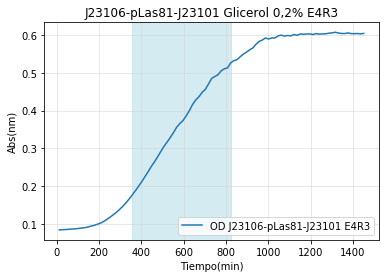 J23106-pLas81-J23101 Glicerol 0,2% E4R3
Abs(nm)
0.6
0.5
0.4
0.3
0.2
0.1
OD J23106-pLas81-J23101 E4R3
0 200 400 600 800 1000 1200 1400
Tiempo(min)